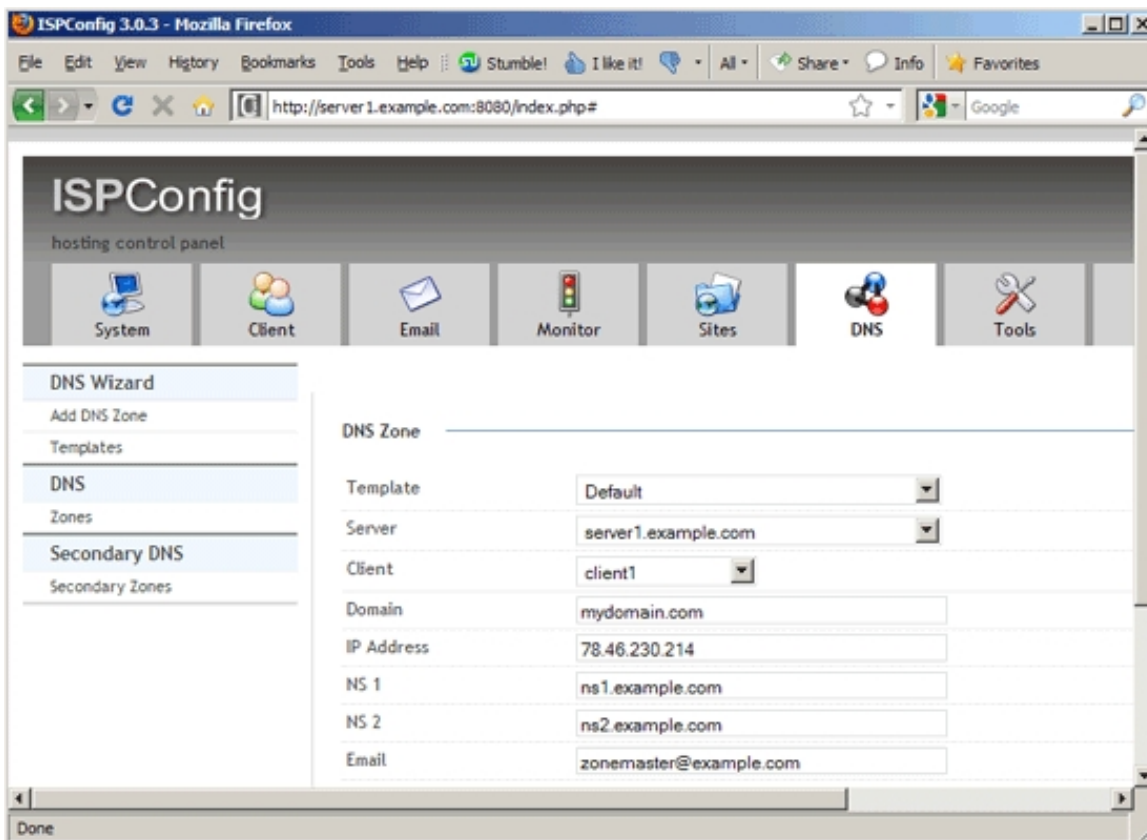 ISPConfig 3.0.3 - Mozilla Firefox
File Edit View History Bookmarks Tools Help Stumble! I like it! All Share Info Favorites
http://server1.example.com:8080/index.php# Google
ISPConfig
hosting control panel
System Client Email Monitor Sites DNS Tools
DNS Wizard
Add DNS Zone
Templates
DNS
Zones
Secondary DNS
Secondary Zones
DNS Zone
Template Default
Server server1.example.com
Client client1
Domain mydomain.com
IP Address 78.46.230.214
NS 1 ns1.example.com
NS 2 ns2.example.com
Email zonemaster@example.com
Done